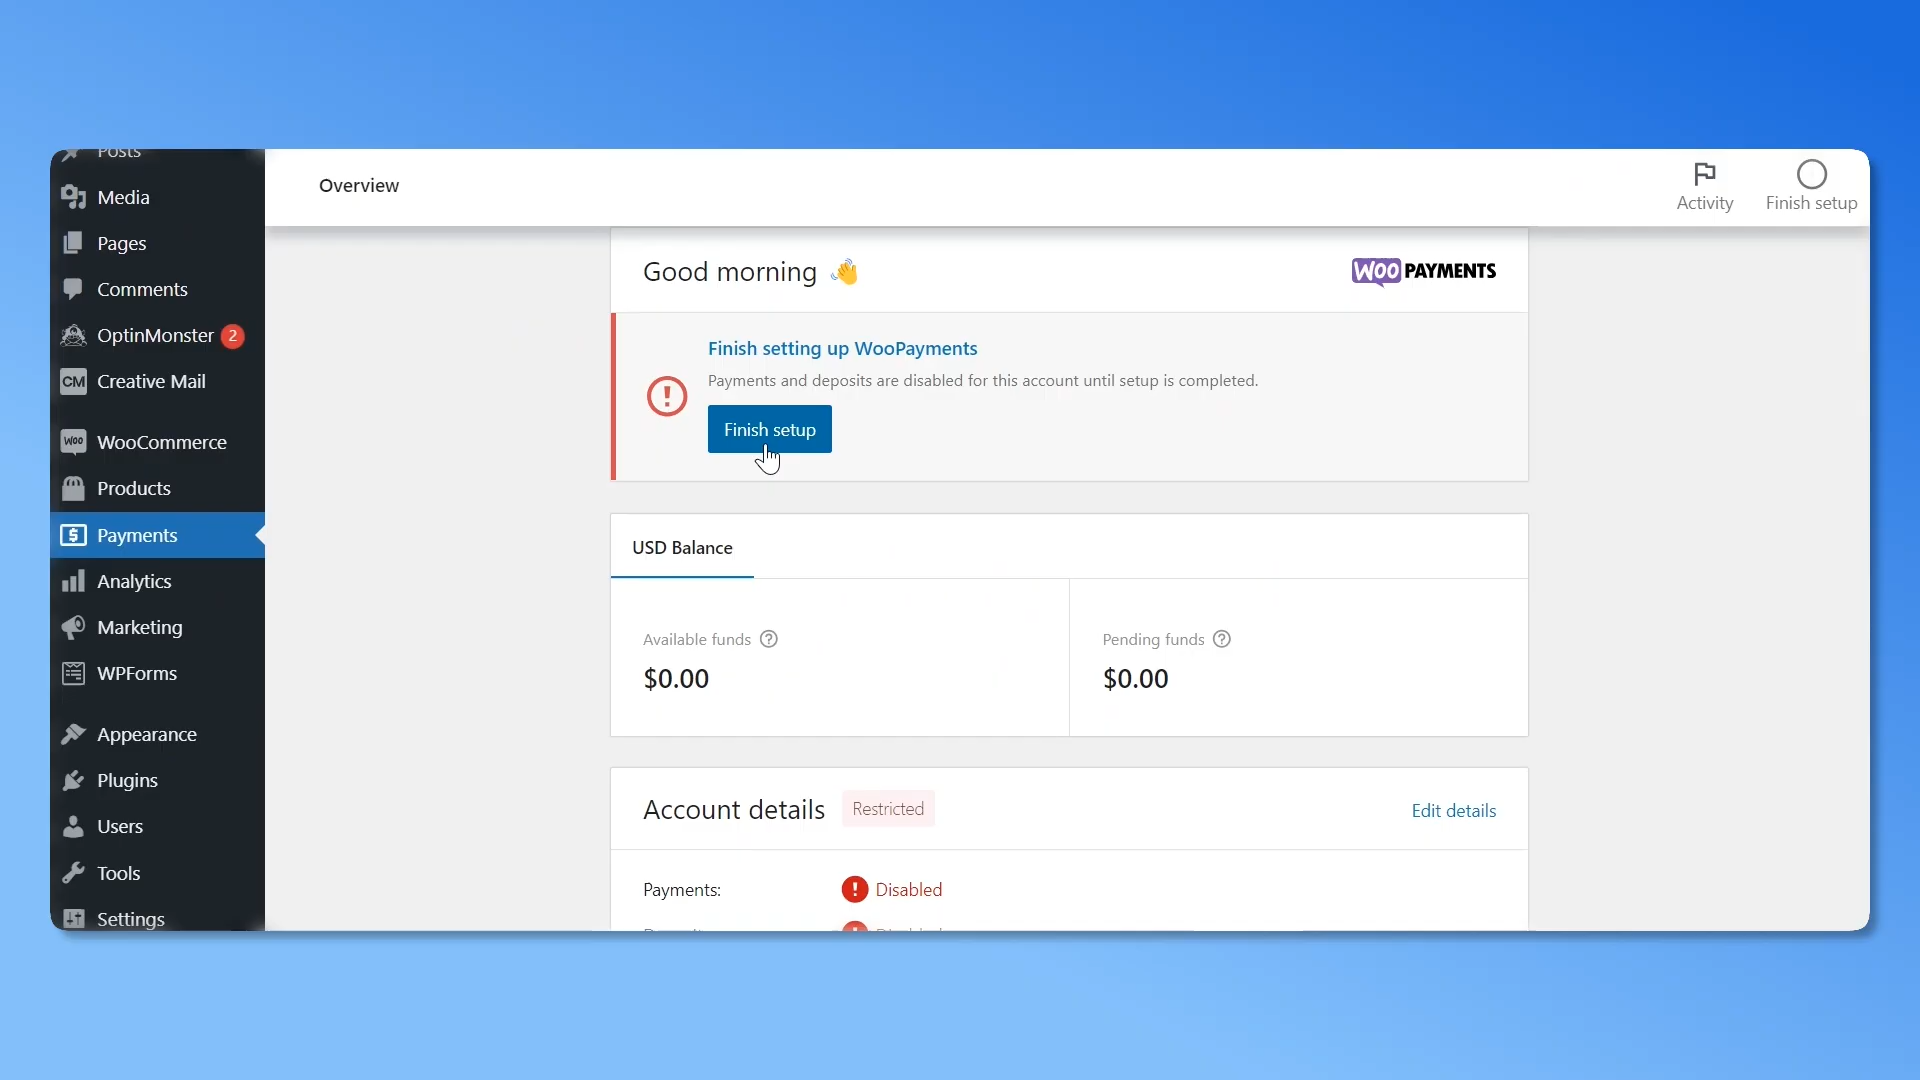 Posts
Media
Pages
Comments
OptinMonster 2
CM Creative Mail
Woo WooCommerce
Products
$ Payments
Analytics
Marketing
WPForms
Appearance
Plugins
Users
Tools
Settings
Overview
Activity
Finish setup
Good morning 👋
WOO PAYMENTS
Finish setting up WooPayments
Payments and deposits are disabled for this account until setup is completed.
Finish setup
USD Balance
Available funds
$0.00
Pending funds
$0.00
Account details Restricted
Edit details
Payments: Disabled